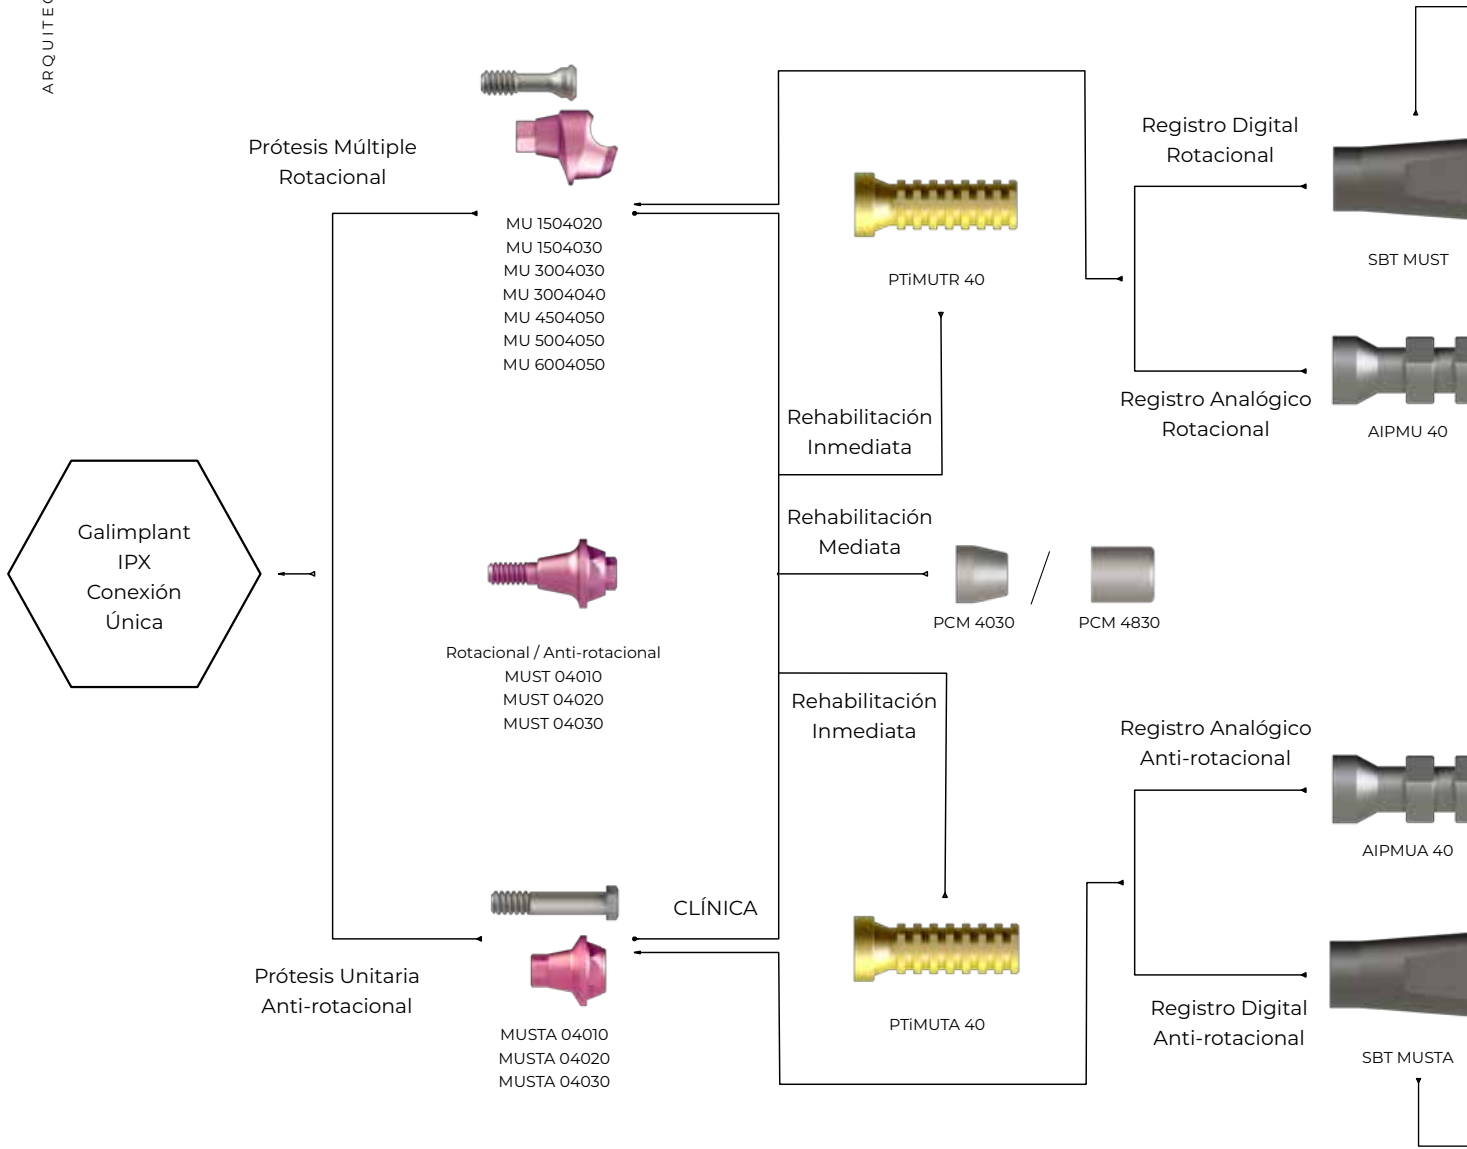 Prótesis Múltiple
Rotacional
MU 1504020
MU 1504030
MU 3004030
MU 3004040
MU 4504050
MU 5004050
MU 6004050
PTiMUTR 40
Registro Digital
Rotacional
SBT MUST
Registro Analógico
Rotacional
AIPMU 40
Rehabilitación
Inmediata
Galimplant
IPX
Conexión
Única
Rotacional / Anti-rotacional
MUST 04010
MUST 04020
MUST 04030
Rehabilitación
Mediata
PCM 4030
PCM 4830
Rehabilitación
Inmediata
Registro Analógico
Anti-rotacional
AIPMUA 40
CLÍNICA
Prótesis Unitaria
Anti-rotacional
MUSTA 04010
MUSTA 04020
MUSTA 04030
PTiMUTA 40
Registro Digital
Anti-rotacional
SBT MUSTA